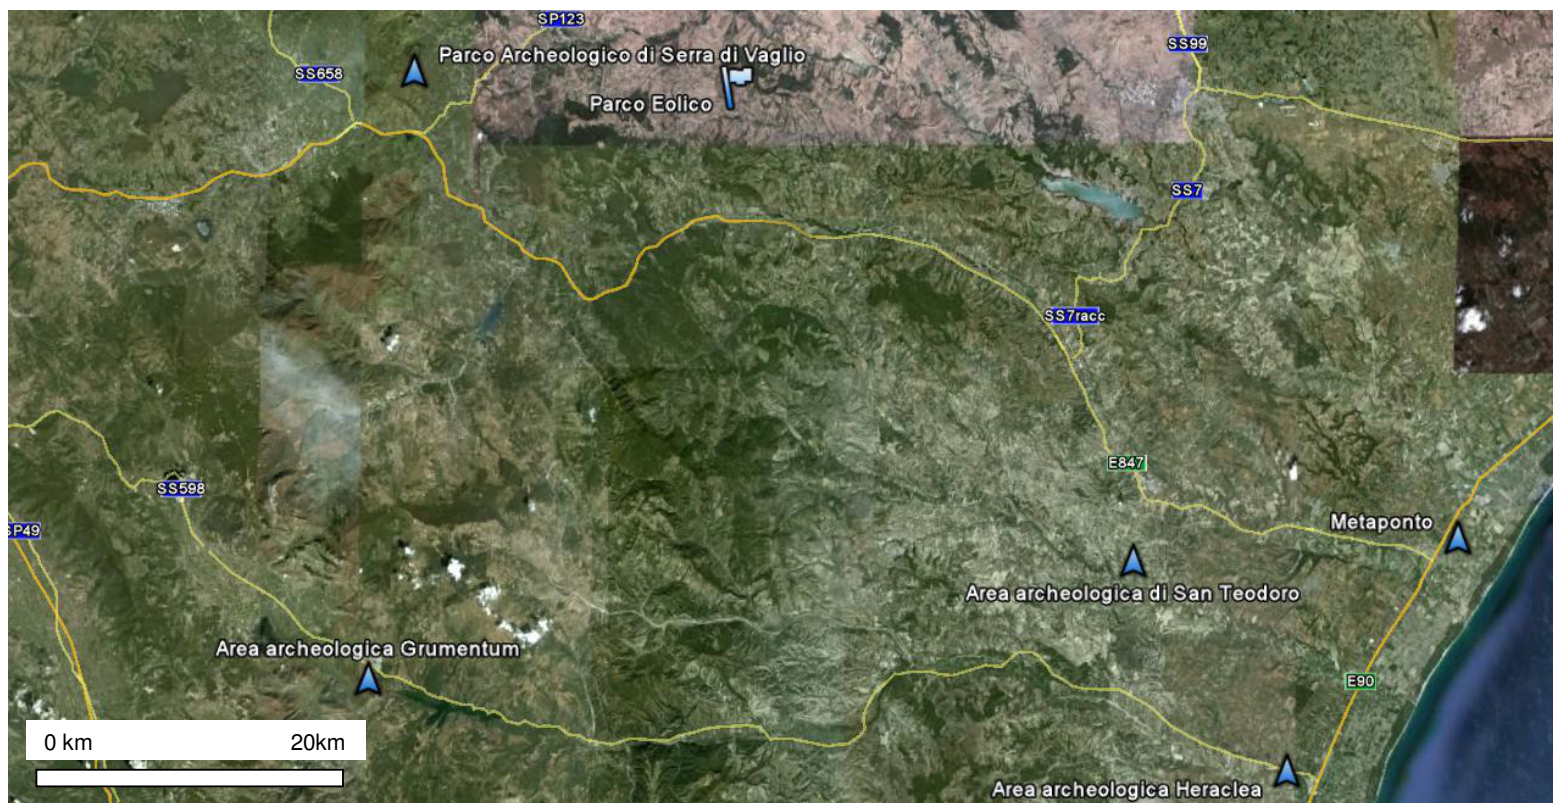 SP123
SS99
Parco Archeologico di Serra di Vaglio
SS658
Parco Eolico
SS7
SS7racc
E847
SS598
Metaponto
SP49
Area archeologica di San Teodoro
Area archeologica Grumentum
E90
0 km 20km
Area archeologica Heraclea